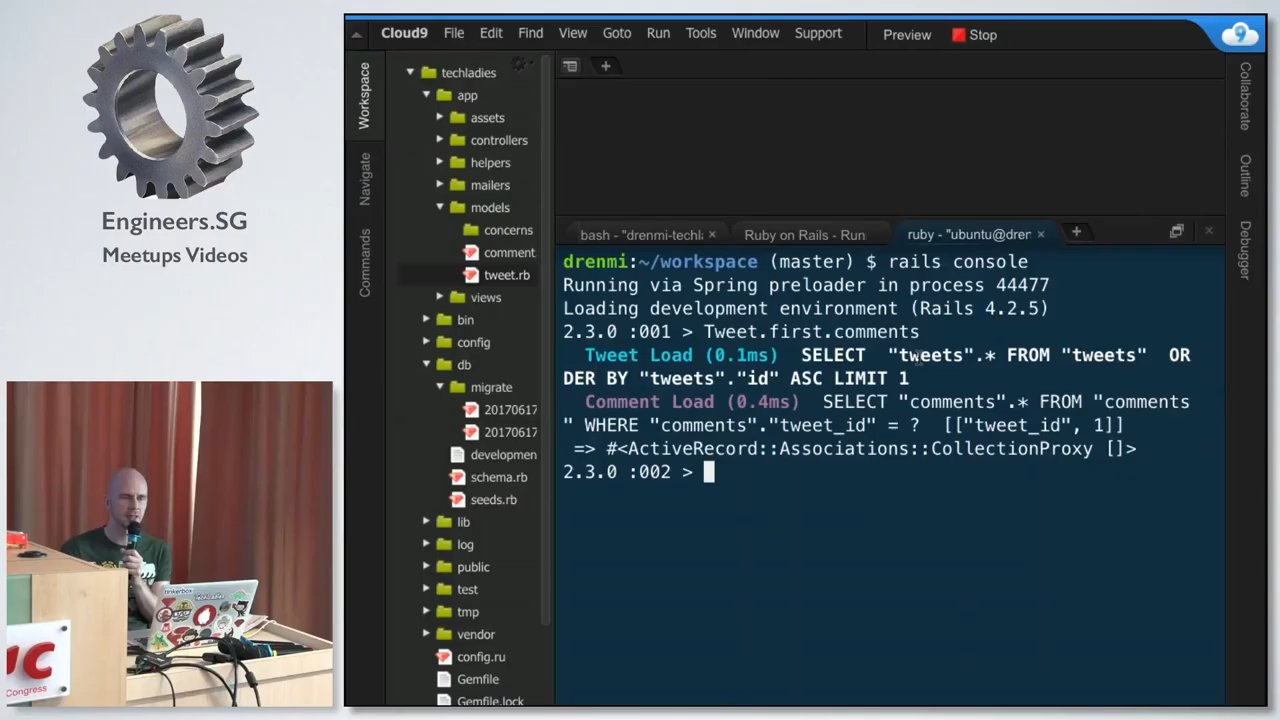 Engineers.SG
Meetups Videos
Cloud9 File Edit Find View Goto Run Tools Window Support Preview Stop
Workspace
Navigate
Commands
techladies
app
assets
controllers
helpers
mailers
models
concerns
comment
tweet.rb
views
bin
config
db
migrate
20170617
20170617
developmen
schema.rb
seeds.rb
lib
log
public
test
tmp
vendor
config.ru
Gemfile
Gemfile.lock
bash - "drenmi-techla × Ruby on Rails - Run ruby - "ubuntu@dren ×
drenmi:~/workspace (master) $ rails console
Running via Spring preloader in process 44477
Loading development environment (Rails 4.2.5)
2.3.0 :001 > Tweet.first.comments
Tweet Load (0.1ms) SELECT "tweets".* FROM "tweets" OR
DER BY "tweets"."id" ASC LIMIT 1
Comment Load (0.4ms) SELECT "comments".* FROM "comments
" WHERE "comments"."tweet_id" = ? [["tweet_id", 1]]
=> #<ActiveRecord::Associations::CollectionProxy []>
2.3.0 :002 >
Collaborate
Outline
Debugger
tinkerbox
Congress